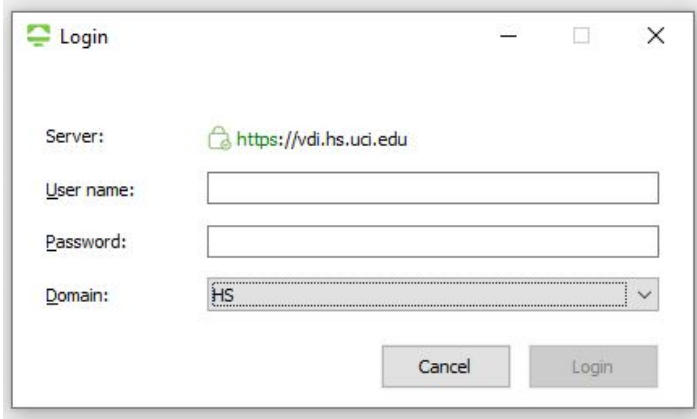 Login
Server: https://vdi.hs.uci.edu
User name:
Password:
Domain: HS
Cancel Login